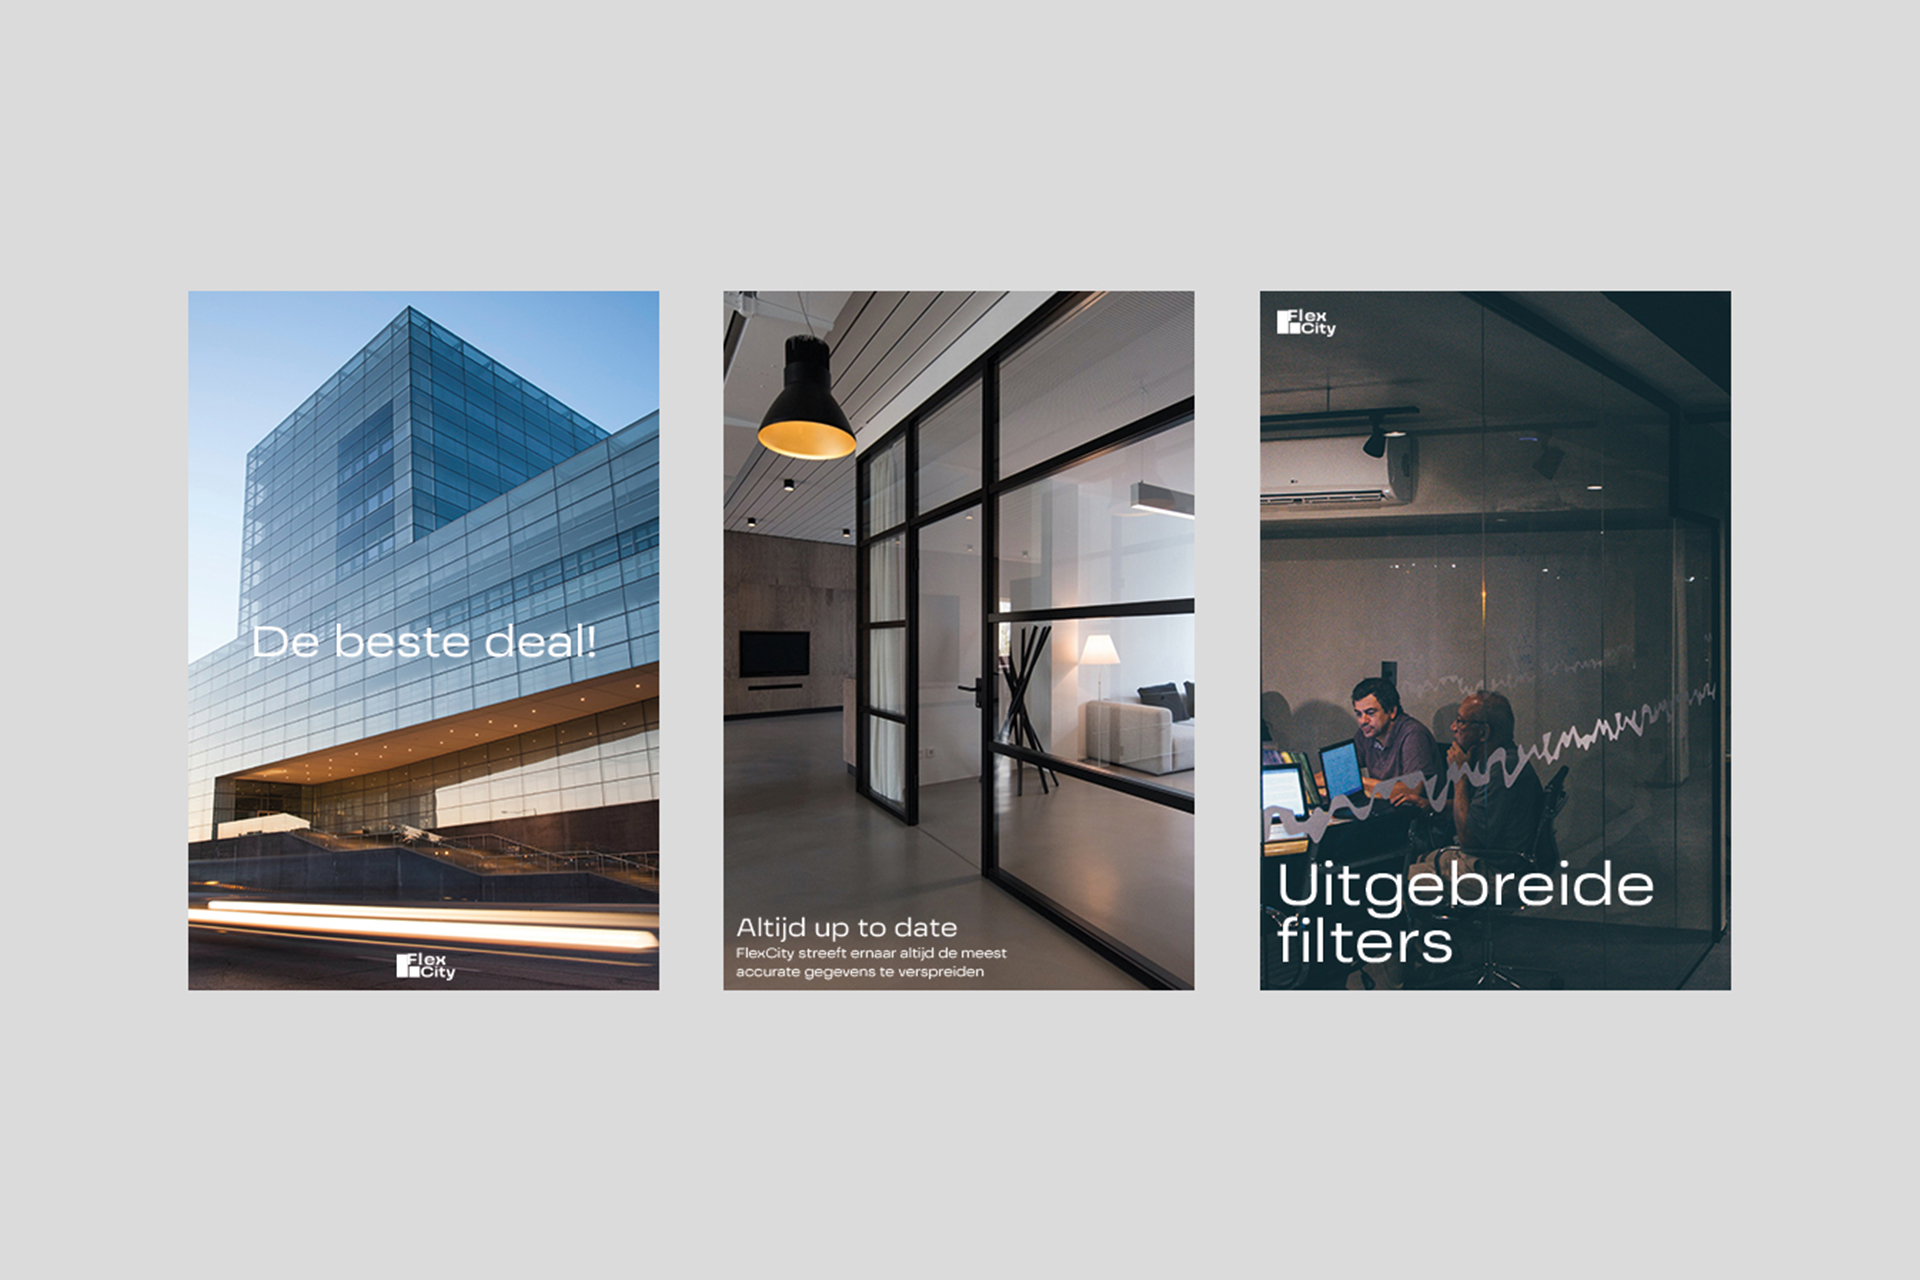 De beste deal!
Flex
City
Altijd up to date
FlexCity streeft ernaar altijd de meest
accurate gegevens te verspreiden
Flex
City
Uitgebreide
filters